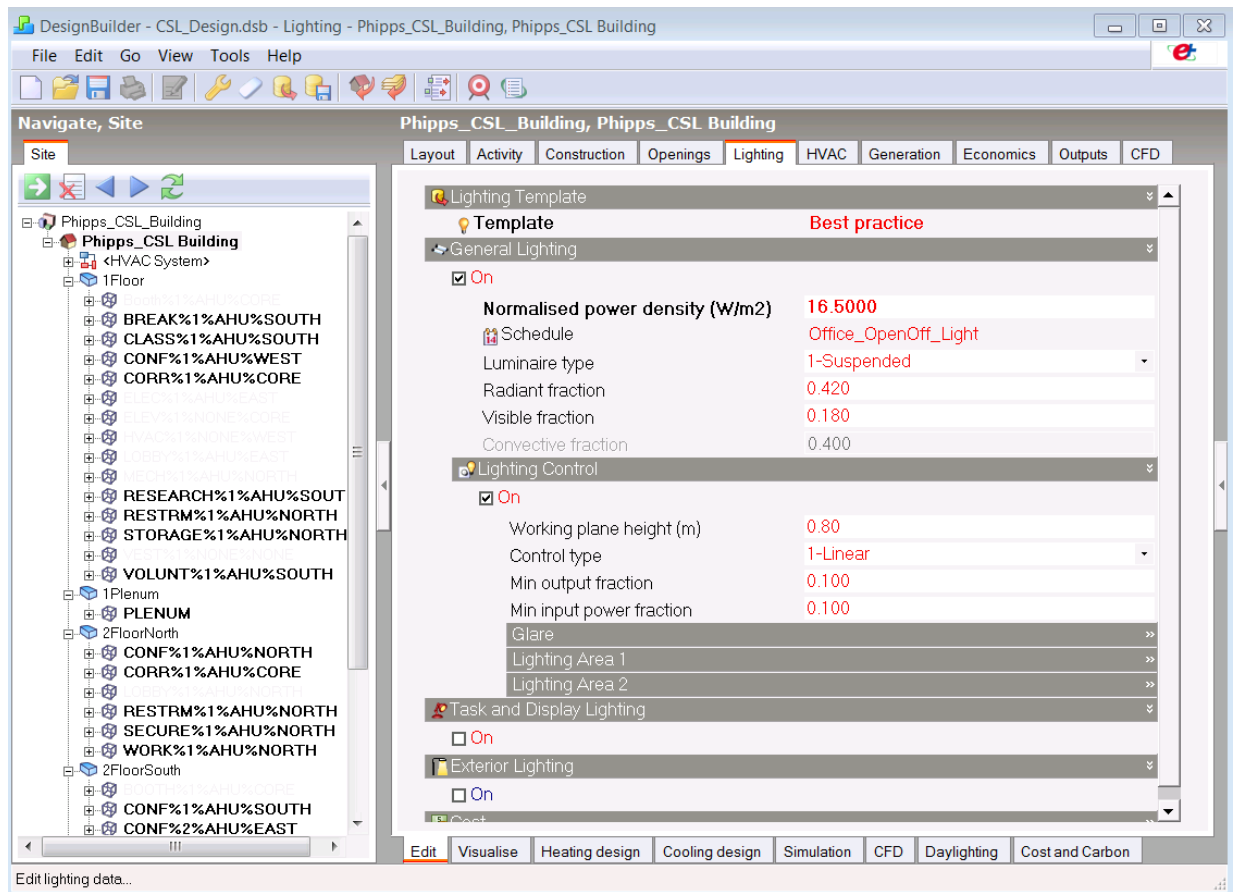 DesignBuilder - CSL_Design.dsb - Lighting - Phipps_CSL_Building, Phipps_CSL Building
File Edit Go View Tools Help
Navigate, Site
Site
Phipps_CSL_Building
Phipps_CSL Building
<HVAC System>
1Floor
Booth%1%AHU%CORE
BREAK%1%AHU%SOUTH
CLASS%1%AHU%SOUTH
CONF%1%AHU%WEST
CORR%1%AHU%CORE
ELEC%1%AHU%EAST
ELEV%1%NONE%CORE
HVAC%1%NONE%WEST
LOBBY%1%AHU%EAST
MECH%1%AHU%NORTH
RESEARCH%1%AHU%SOUT
RESTRM%1%AHU%NORTH
STORAGE%1%AHU%NORTH
VEST%1%NONE%NONE
VOLUNT%1%AHU%SOUTH
1Plenum
PLENUM
2FloorNorth
CONF%1%AHU%NORTH
CORR%1%AHU%CORE
LOBBY%1%AHU%NORTH
RESTRM%1%AHU%NORTH
SECURE%1%AHU%NORTH
WORK%1%AHU%NORTH
2FloorSouth
BOOTH%1%AHU%CORE
CONF%1%AHU%SOUTH
CONF%2%AHU%EAST
Phipps_CSL_Building, Phipps_CSL Building
Layout Activity Construction Openings Lighting HVAC Generation Economics Outputs CFD
Lighting Template
Template Best practice
General Lighting
On
Normalised power density (W/m2) 16.5000
Schedule Office_OpenOff_Light
Luminaire type 1-Suspended
Radiant fraction 0.420
Visible fraction 0.180
Convective fraction 0.400
Lighting Control
On
Working plane height (m) 0.80
Control type 1-Linear
Min output fraction 0.100
Min input power fraction 0.100
Glare
Lighting Area 1
Lighting Area 2
Task and Display Lighting
On
Exterior Lighting
On
Cost
Edit Visualise Heating design Cooling design Simulation CFD Daylighting Cost and Carbon
Edit lighting data...